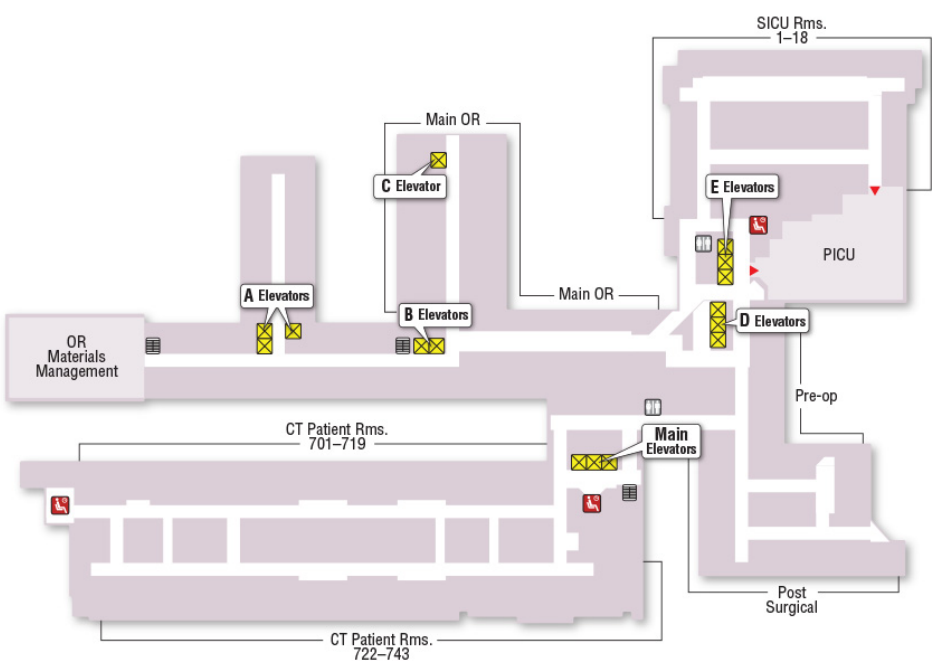 SICU Rms.
1–18
Main OR
C Elevator
E Elevators
PICU
A Elevators
Main OR
B Elevators
D Elevators
OR
Materials
Management
Pre-op
CT Patient Rms.
701–719
Main
Elevators
Post
Surgical
CT Patient Rms.
722–743